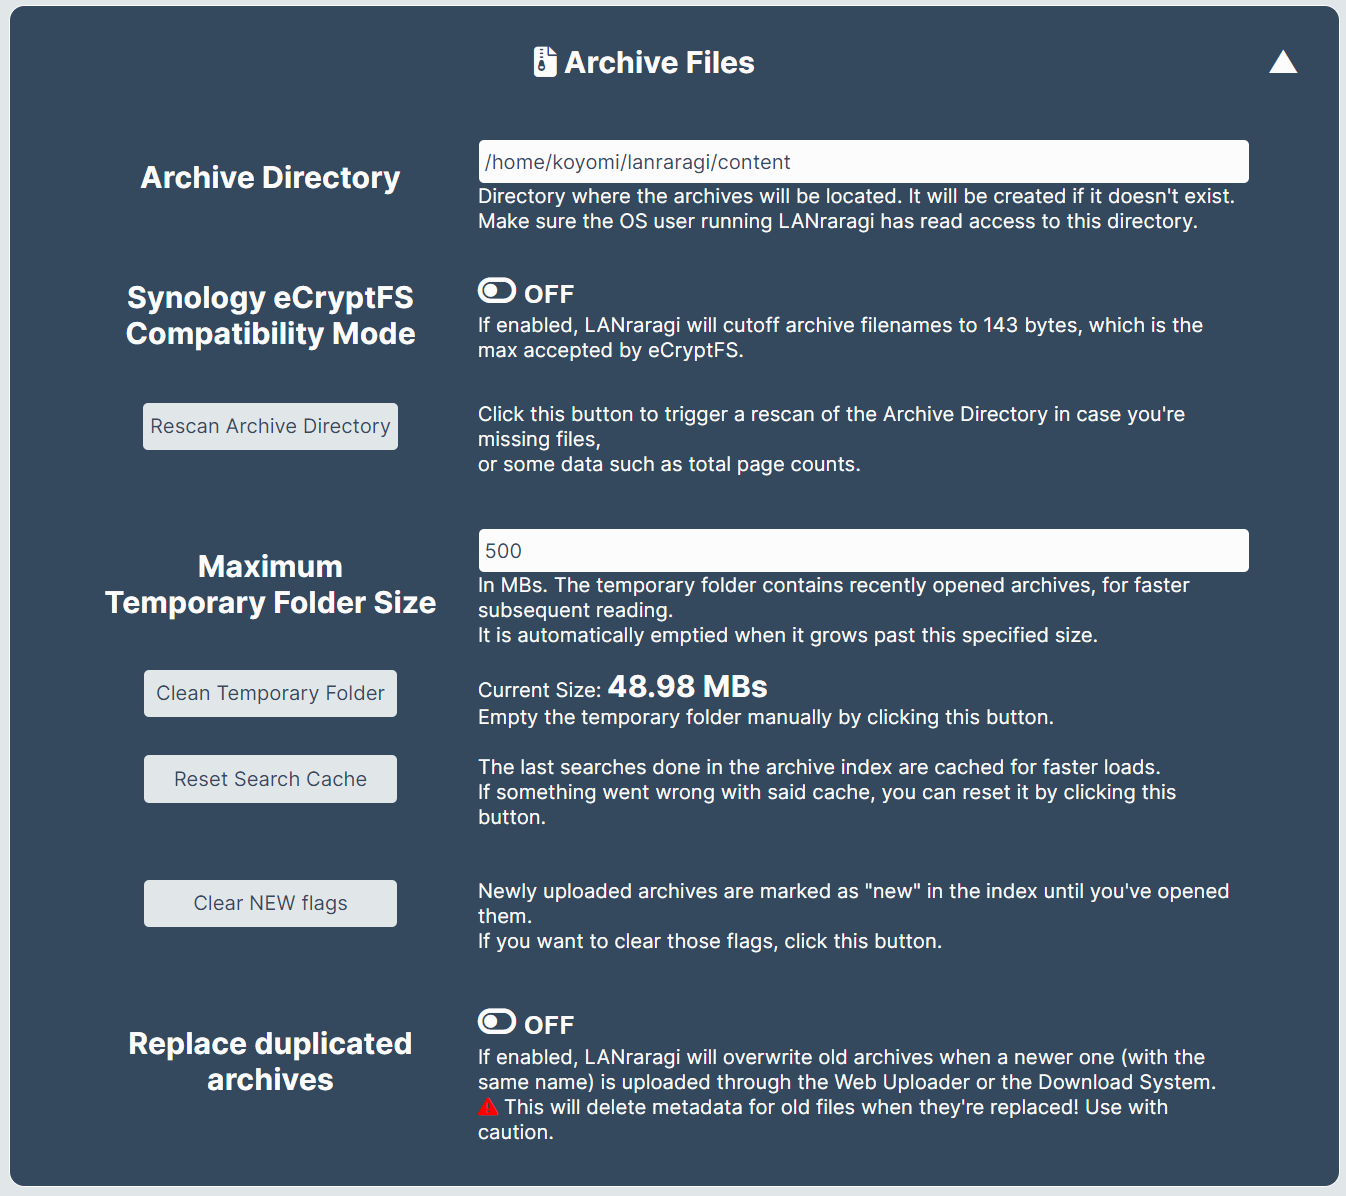 Archive Files
Archive Directory
/home/koyomi/lanraragi/content
Directory where the archives will be located. It will be created if it doesn't exist.
Make sure the OS user running LANraragi has read access to this directory.
Synology eCryptFS
Compatibility Mode
OFF
If enabled, LANraragi will cutoff archive filenames to 143 bytes, which is the
max accepted by eCryptFS.
Rescan Archive Directory
Click this button to trigger a rescan of the Archive Directory in case you're
missing files,
or some data such as total page counts.
Maximum
Temporary Folder Size
500
In MBs. The temporary folder contains recently opened archives, for faster
subsequent reading.
It is automatically emptied when it grows past this specified size.
Clean Temporary Folder
Current Size: 48.98 MBs
Empty the temporary folder manually by clicking this button.
Reset Search Cache
The last searches done in the archive index are cached for faster loads.
If something went wrong with said cache, you can reset it by clicking this
button.
Clear NEW flags
Newly uploaded archives are marked as "new" in the index until you've opened
them.
If you want to clear those flags, click this button.
Replace duplicated
archives
OFF
If enabled, LANraragi will overwrite old archives when a newer one (with the
same name) is uploaded through the Web Uploader or the Download System.
This will delete metadata for old files when they're replaced! Use with
caution.